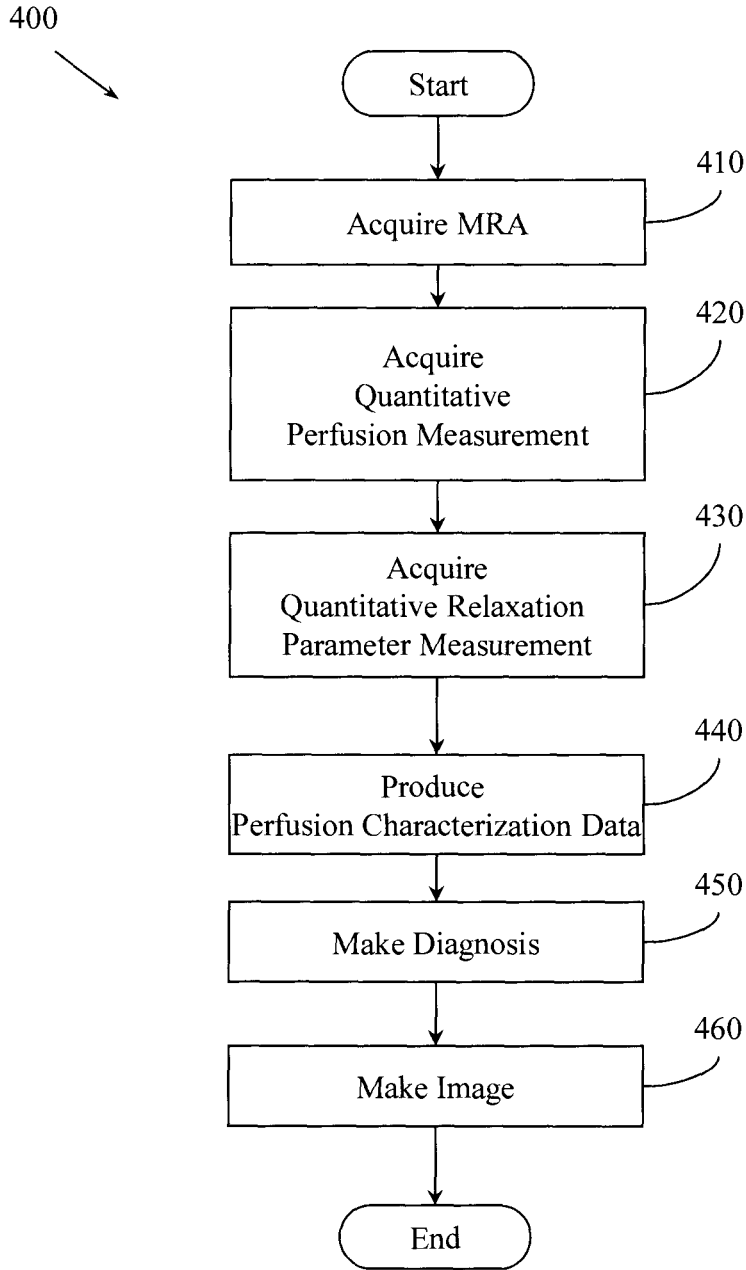 400
Start
410
Acquire MRA
420
Acquire
Quantitative
Perfusion Measurement
430
Acquire
Quantitative Relaxation
Parameter Measurement
440
Produce
Perfusion Characterization Data
450
Make Diagnosis
460
Make Image
End